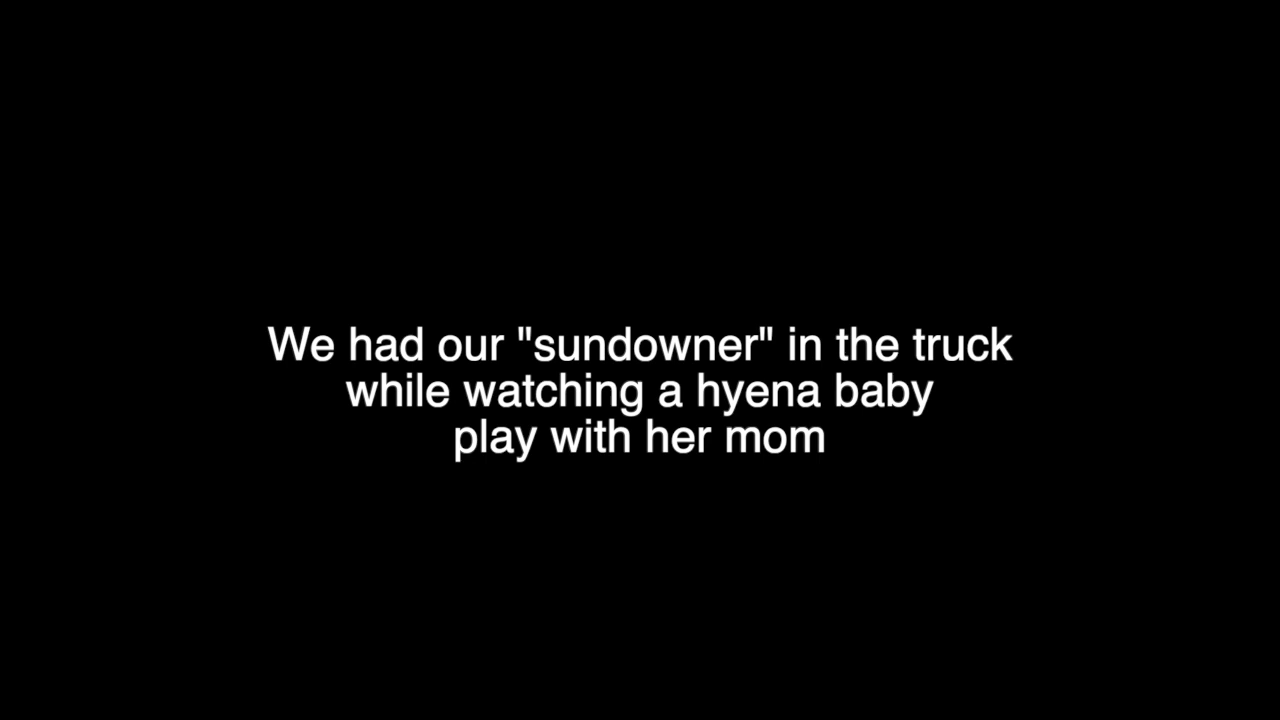 We had our "sundowner" in the truck
while watching a hyena baby
play with her mom